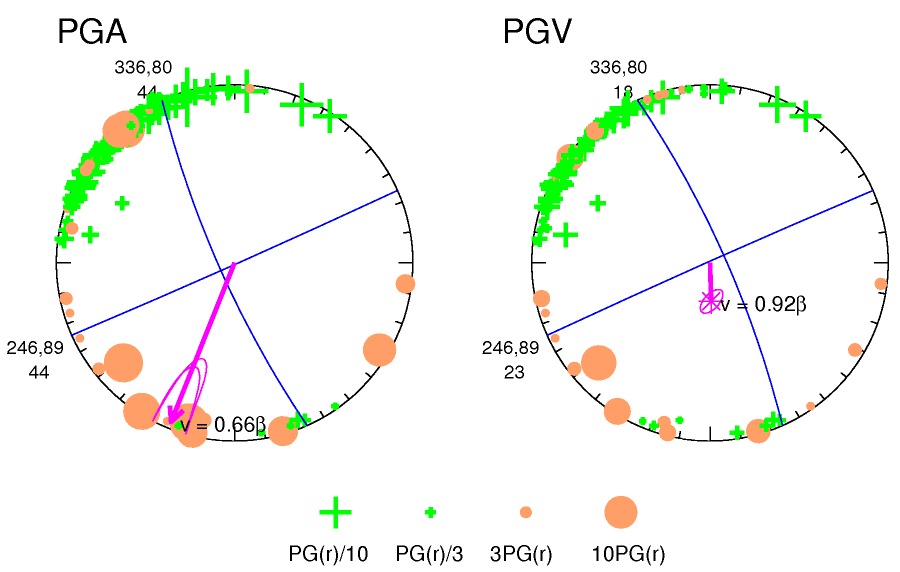 PGA
PGV
336,80
44
336,80
18
246,89
44
v = 0.66β
246,89
23
v = 0.92β
PG(r)/10
PG(r)/3
3PG(r)
10PG(r)